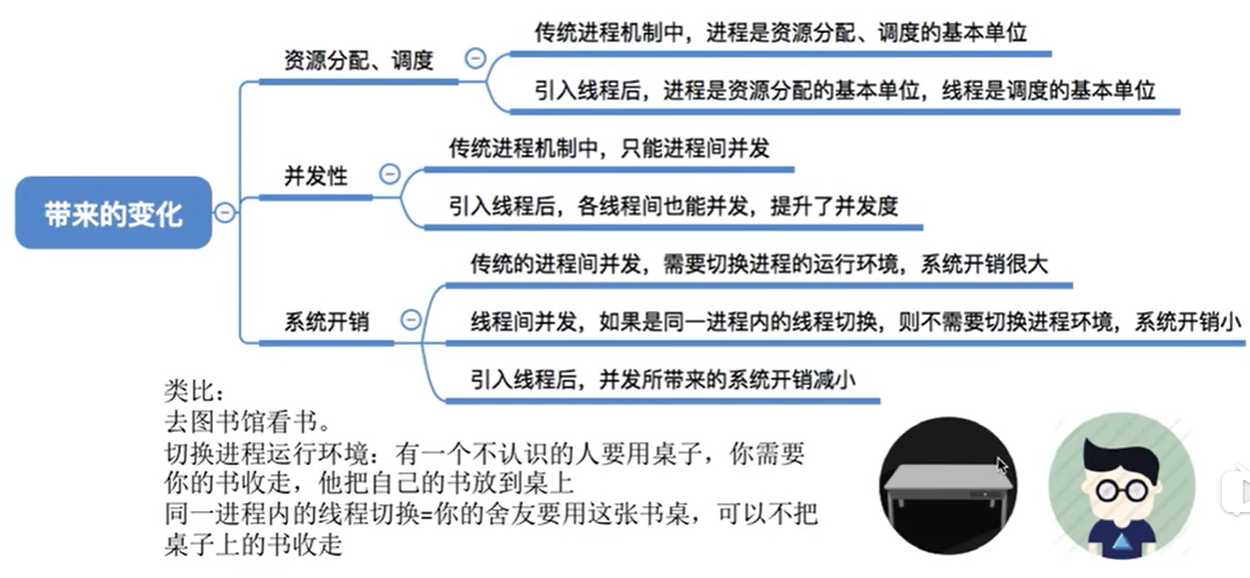 传统进程机制中，进程是资源分配、调度的基本单位
资源分配、调度
引入线程后，进程是资源分配的基本单位，线程是调度的基本单位
传统进程机制中，只能进程间并发
并发性
引入线程后，各线程间也能并发，提升了并发度
带来的变化
传统的进程间并发，需要切换进程的运行环境，系统开销很大
系统开销
线程间并发，如果是同一进程内的线程切换，则不需要切换进程环境，系统开销小
引入线程后，并发所带来的系统开销减小
类比：
去图书馆看书。
切换进程运行环境：有一个不认识的人要用桌子，你需要
你的书收走，他把自己的书放到桌上
同一进程内的线程切换=你的舍友要用这张书桌，可以不把
桌子上的书收走